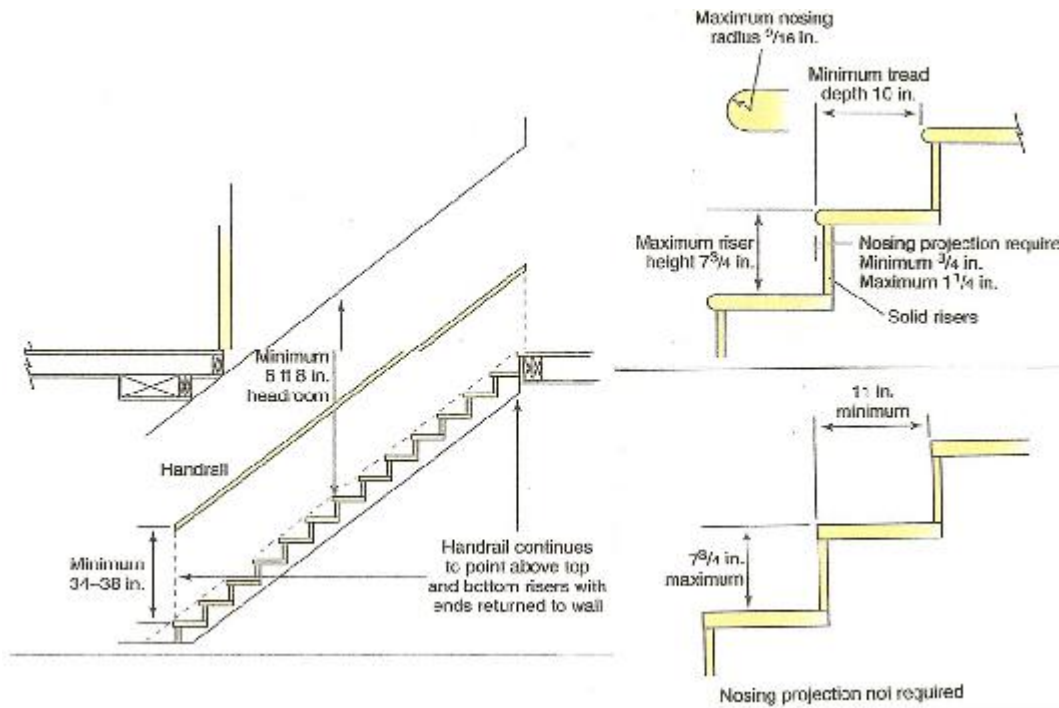 Maximum nosing
radius 9/16 in.
Minimum tread
depth 10 in.
Maximum riser
height 7 3/4 in.
Nosing projection require
Minimum 3/4 in.
Maximum 1 1/4 in.
Solid risers
Minimum
6 ft 8 in.
headroom
Handrail
Minimum
34–38 in.
Handrail continues
to point above top
and bottom risers with
ends returned to wall
11 in.
minimum
7 3/4 in.
maximum
Nosing projection not required